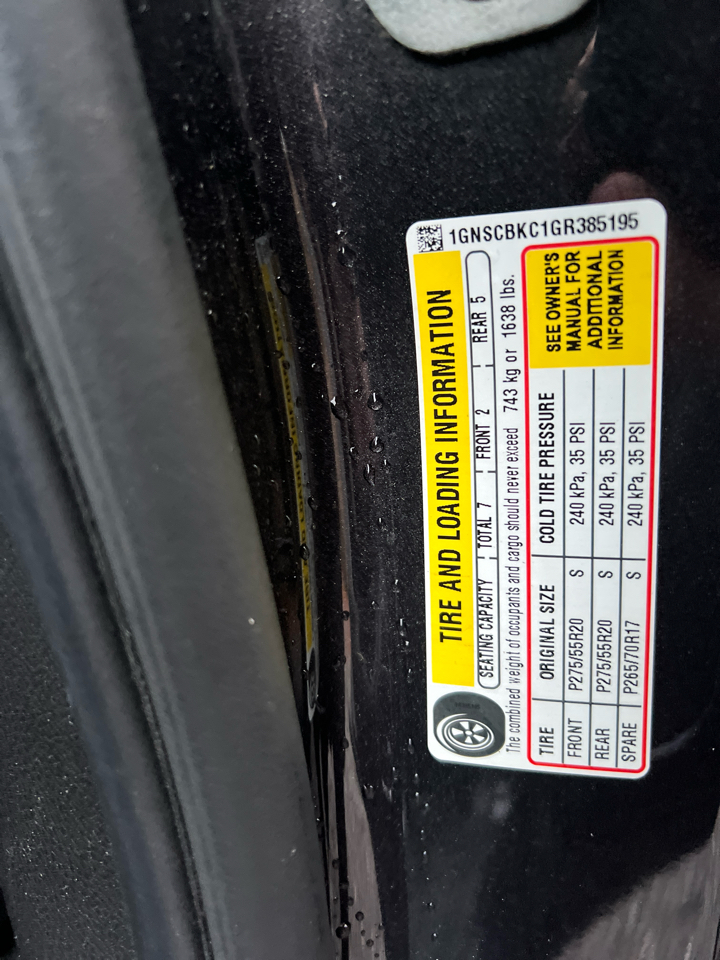 1GNSCBKC1GR385195
TIRE AND LOADING INFORMATION
SEATING CAPACITY TOTAL 7 FRONT 2 REAR 5
The combined weight of occupants and cargo should never exceed 743 kg or 1638 lbs.
TIRE ORIGINAL SIZE COLD TIRE PRESSURE
FRONT P275/55R20 S 240 kPa, 35 PSI
REAR P275/55R20 S 240 kPa, 35 PSI
SPARE P265/70R17 S 240 kPa, 35 PSI
SEE OWNER'S
MANUAL FOR
ADDITIONAL
INFORMATION